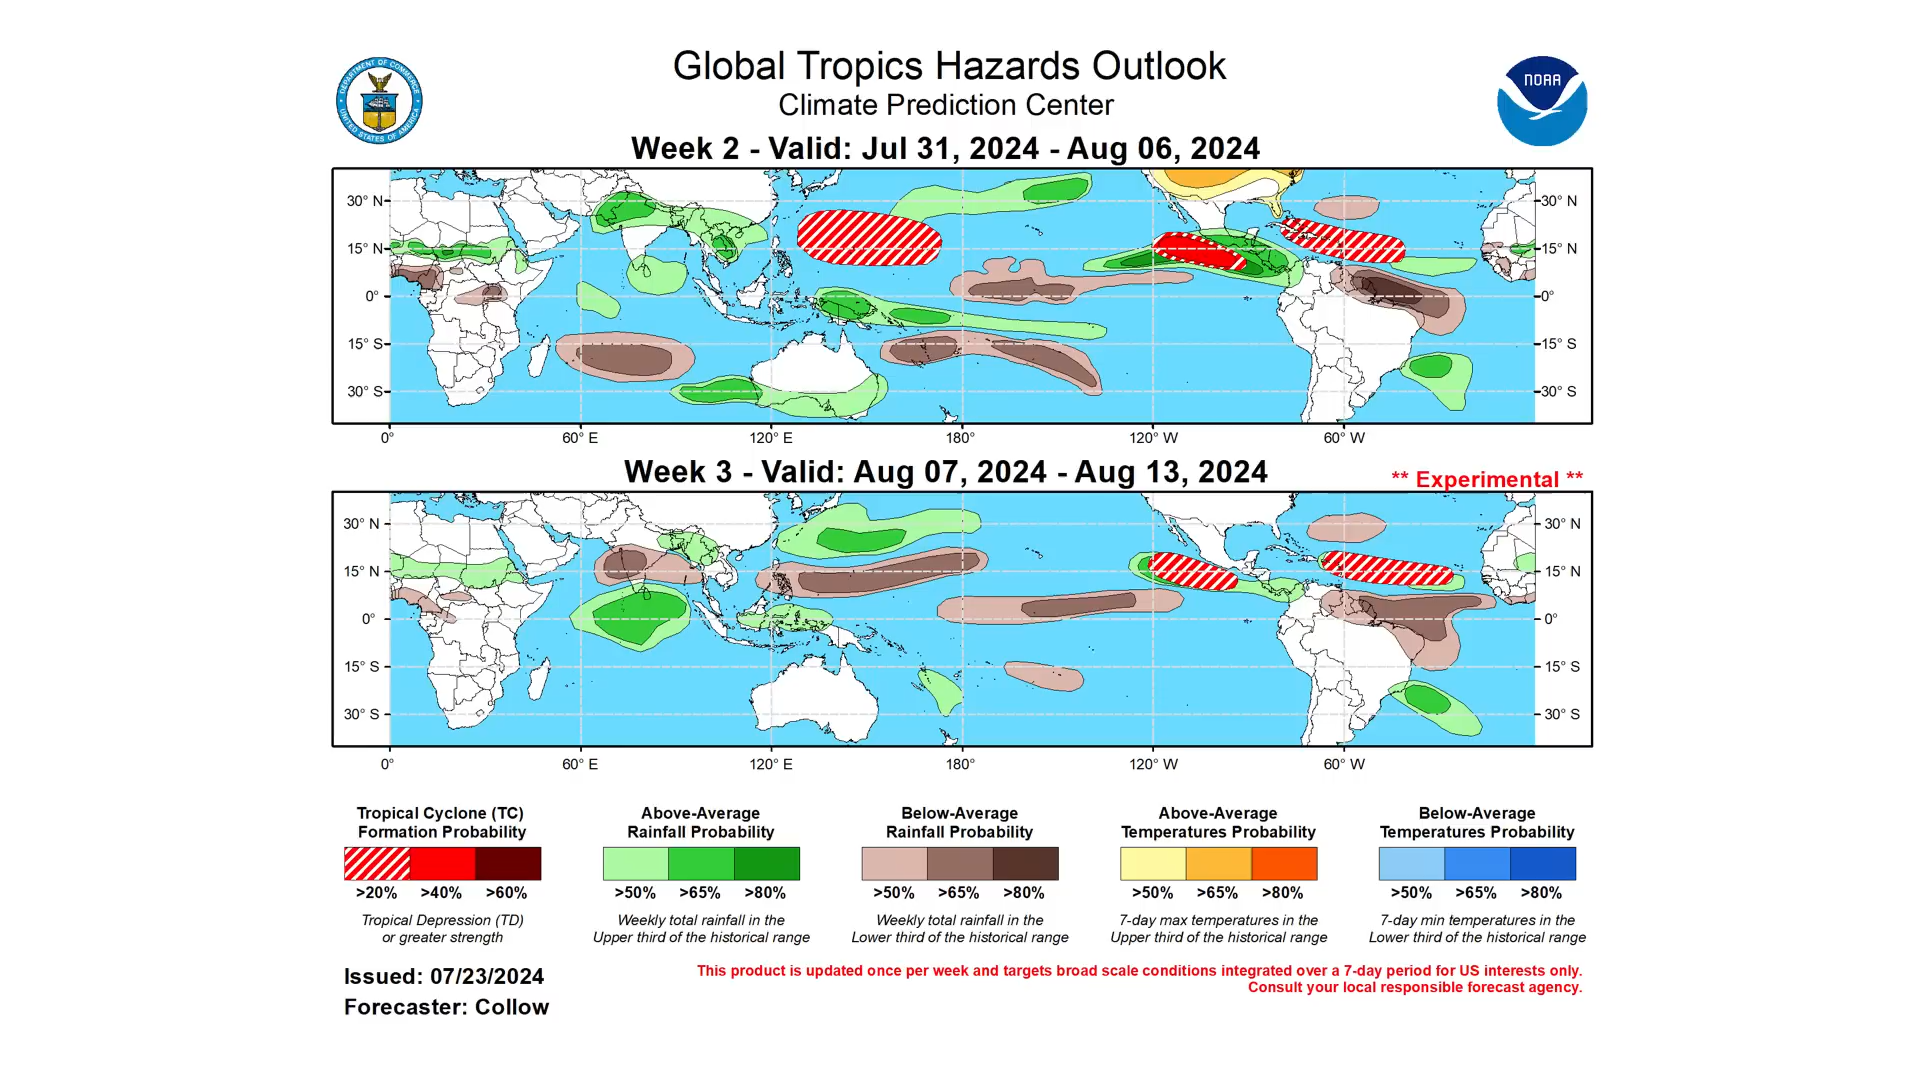 Global Tropics Hazards Outlook
Climate Prediction Center
DEPARTMENT OF COMMERCE
UNITED STATES OF AMERICA
NOAA
Week 2 - Valid: Jul 31, 2024 - Aug 06, 2024
30° N 30° N
15° N 15° N
0° 0°
15° S 15° S
30° S 30° S
0° 60° E 120° E 180° 120° W 60° W
Week 3 - Valid: Aug 07, 2024 - Aug 13, 2024
** Experimental **
30° N 30° N
15° N 15° N
0° 0°
15° S 15° S
30° S 30° S
0° 60° E 120° E 180° 120° W 60° W
Tropical Cyclone (TC)
Formation Probability
>20% >40% >60%
Tropical Depression (TD)
or greater strength
Above-Average
Rainfall Probability
>50% >65% >80%
Weekly total rainfall in the
Upper third of the historical range
Below-Average
Rainfall Probability
>50% >65% >80%
Weekly total rainfall in the
Lower third of the historical range
Above-Average
Temperatures Probability
>50% >65% >80%
7-day max temperatures in the
Upper third of the historical range
Below-Average
Temperatures Probability
>50% >65% >80%
7-day min temperatures in the
Lower third of the historical range
Issued: 07/23/2024
Forecaster: Collow
This product is updated once per week and targets broad scale conditions integrated over a 7-day period for US interests only.
Consult your local responsible forecast agency.